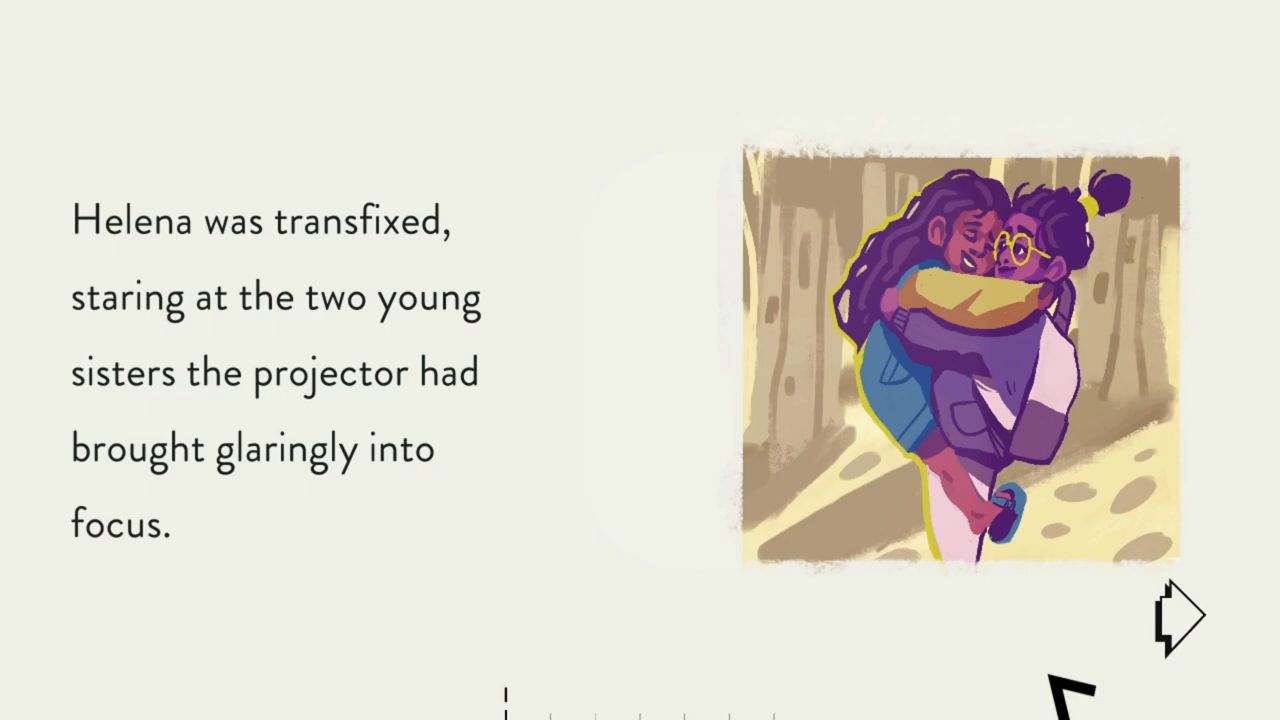 Helena was transfixed,
staring at the two young
sisters the projector had
brought glaringly into
focus.